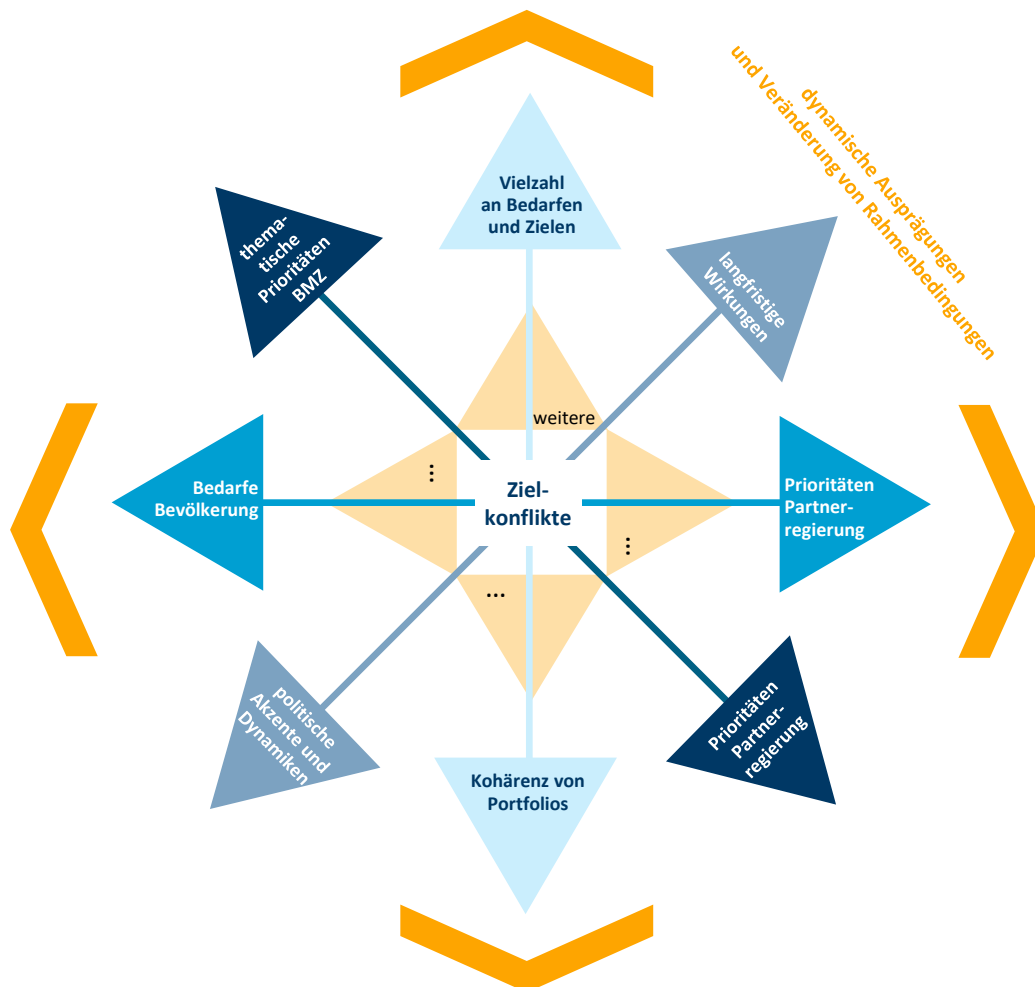 dynamische Ausprägungen
und Veränderung von Rahmenbedingungen
Vielzahl
an Bedarfen
und Zielen
thema-
tische
Prioritäten
BMZ
langfristige
Wirkungen
weitere
...
Bedarfe
Bevölkerung
Ziel-
konflikte
Prioritäten
Partner-
regierung
...
...
politische
Akzente und
Dynamiken
Prioritäten
Partner-
regierung
Kohärenz von
Portfolios